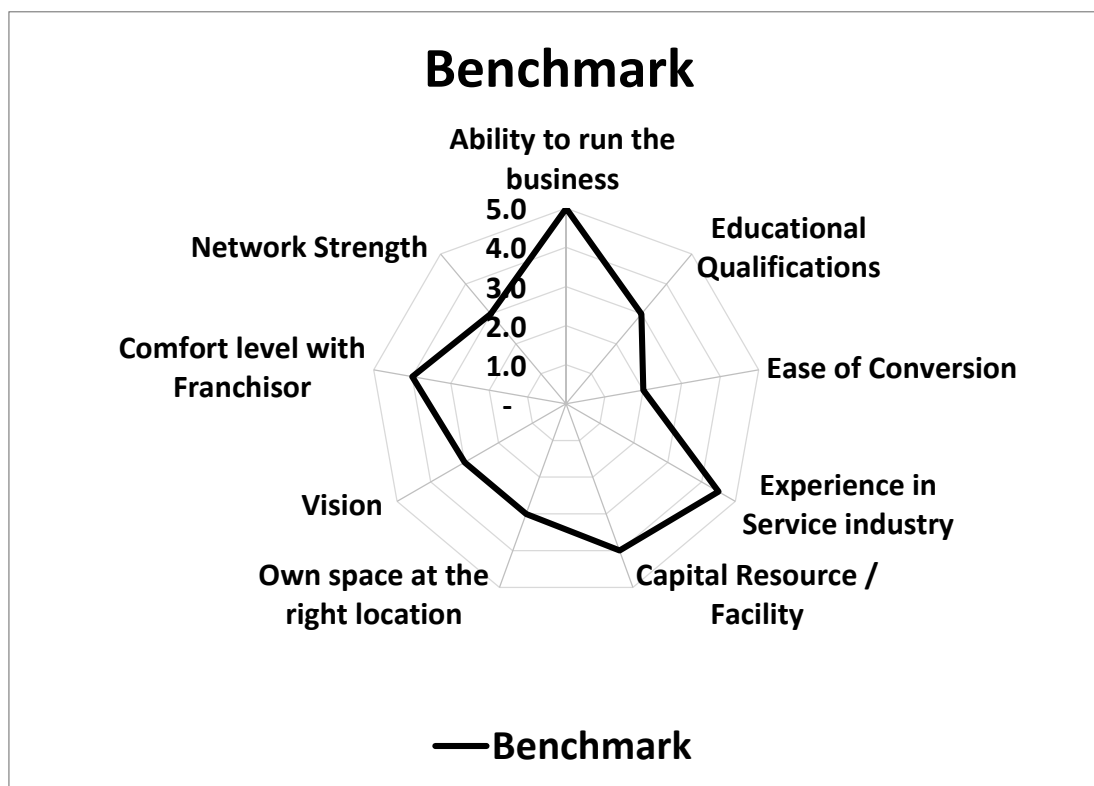 Benchmark
Ability to run the
business
5.0
4.0
3.0
2.0
1.0
-
Educational
Qualifications
Network Strength
Ease of Conversion
Comfort level with
Franchisor
Experience in
Service industry
Vision
Capital Resource /
Facility
Own space at the
right location
Benchmark